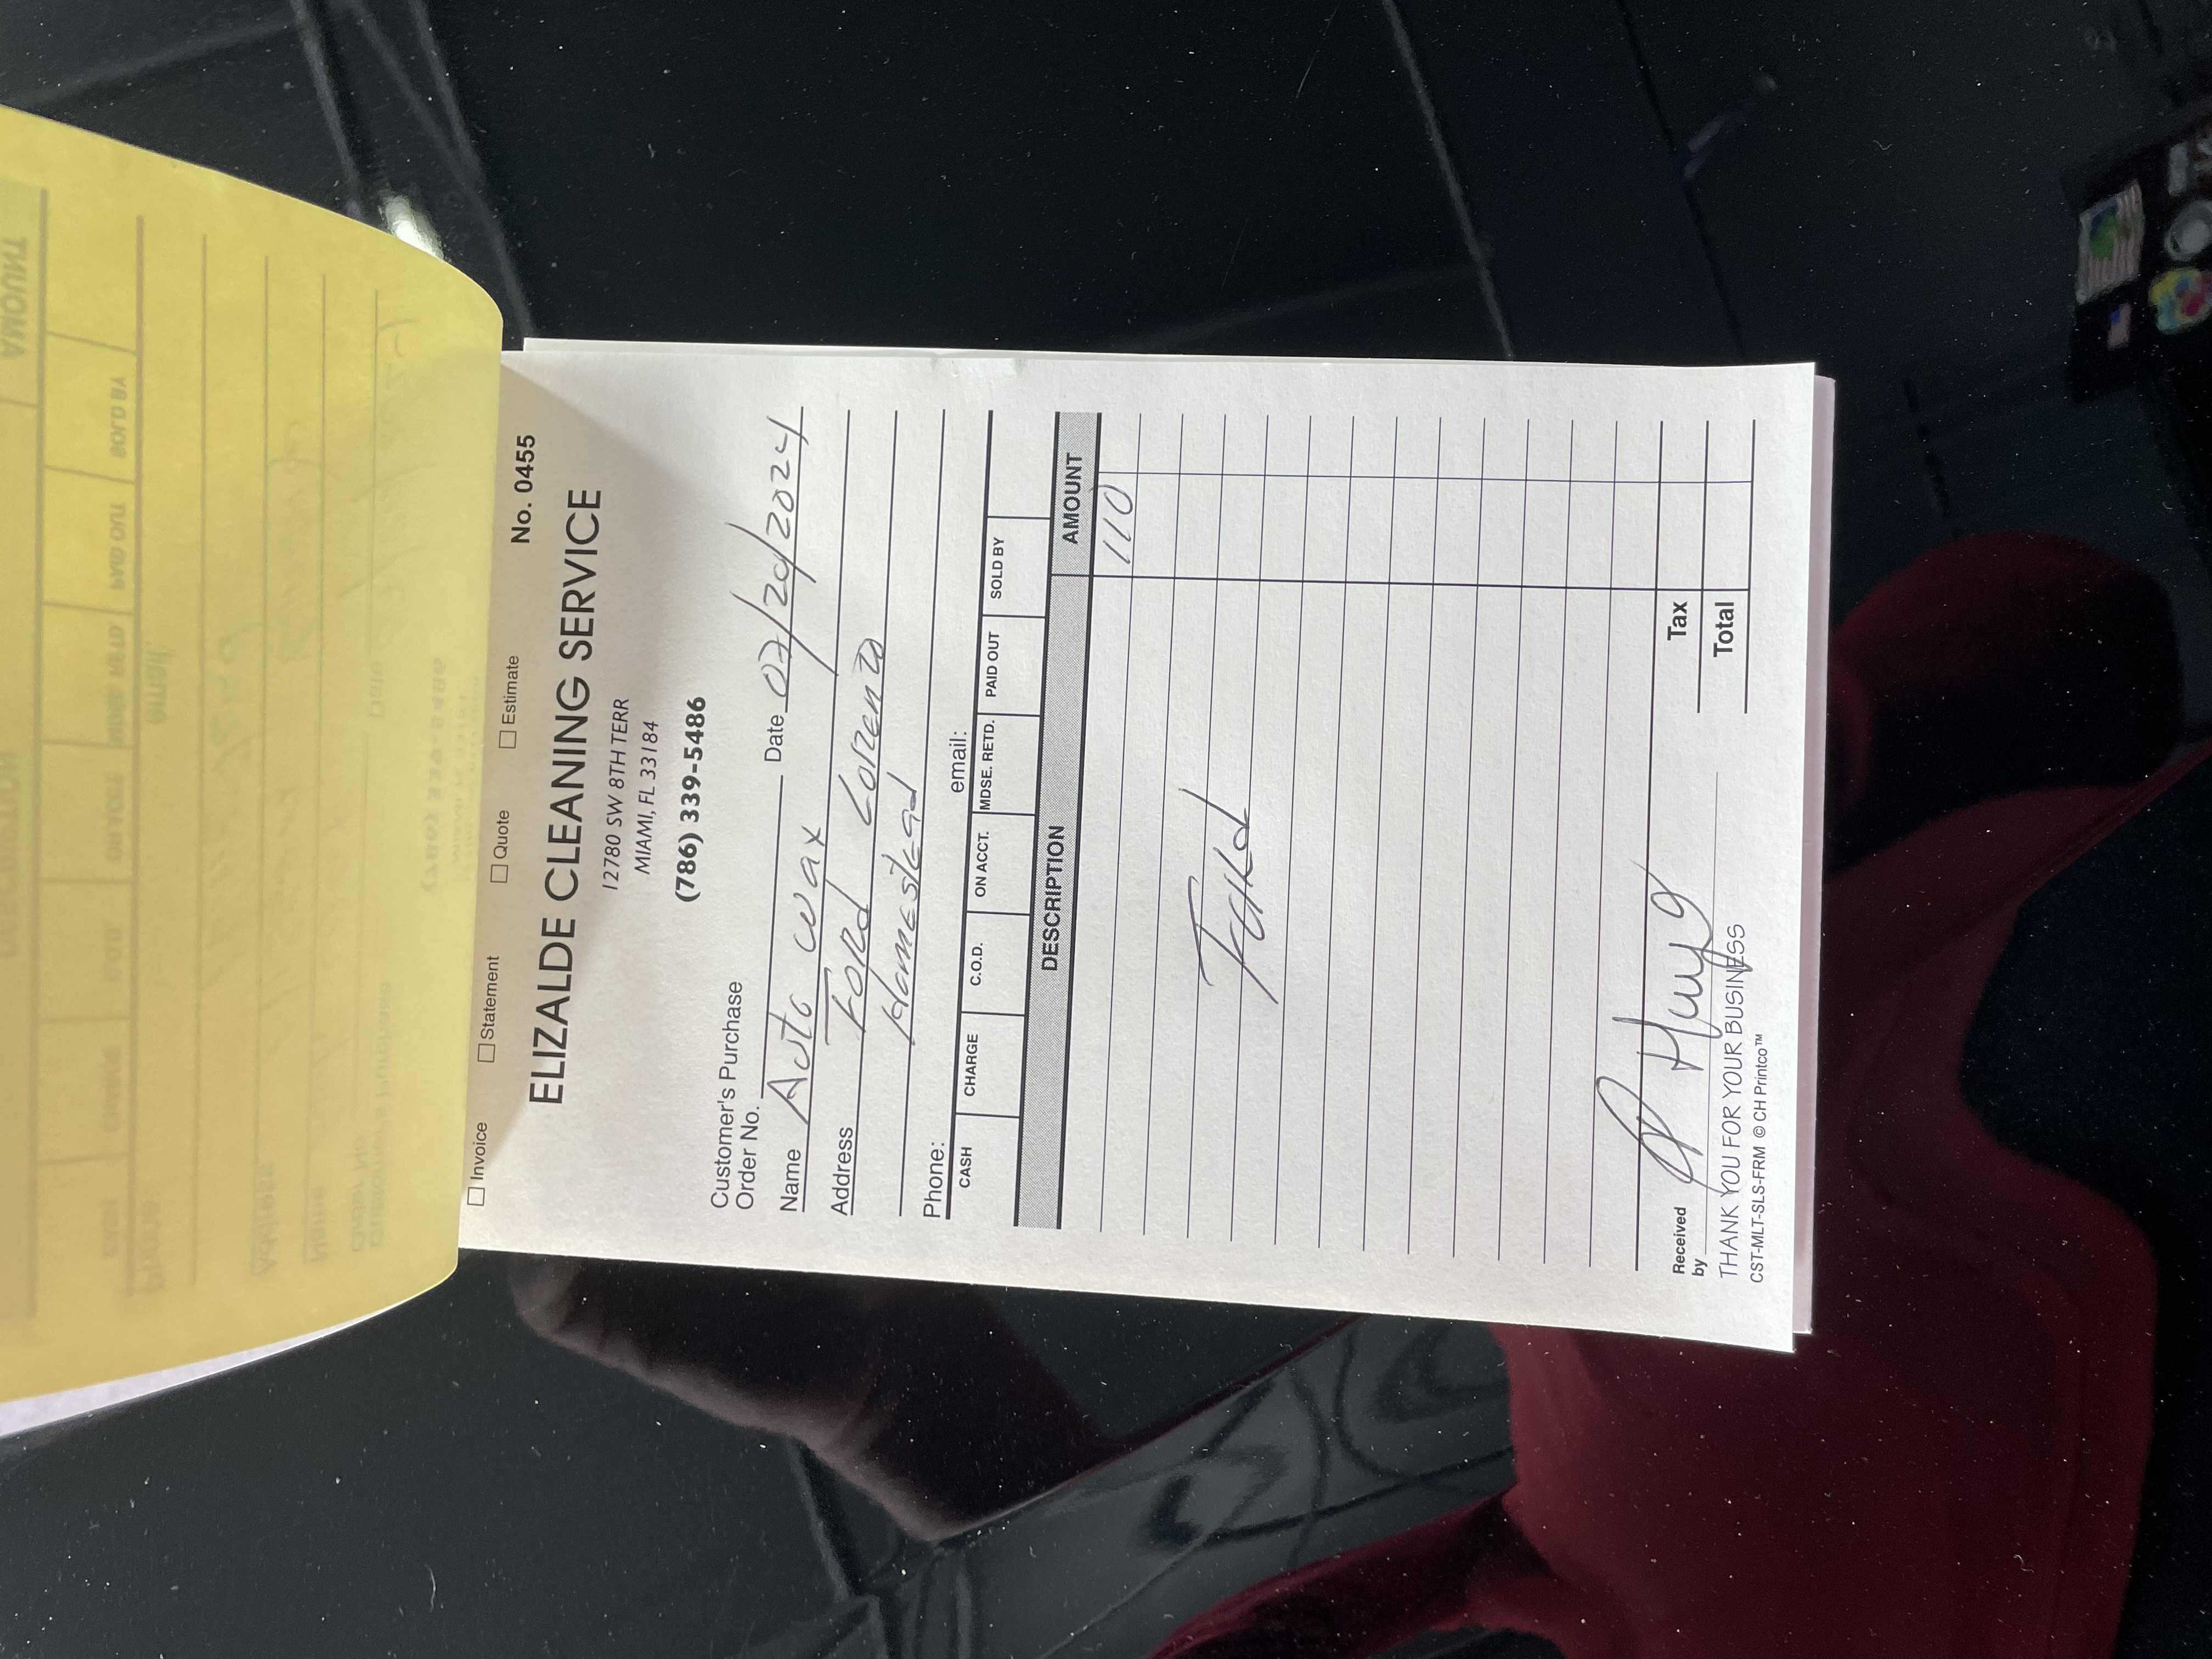 ☐ Invoice ☐ Statement ☐ Quote ☐ Estimate
No. 0455
ELIZALDE CLEANING SERVICE
12780 SW 8TH TERR
MIAMI, FL 33184
(786) 339-5486
Customer's Purchase
Order No. Date 07/20/2024
Name Auto wax
Address Ford Lorenzo
Homestead
Phone: email:
CASH CHARGE C.O.D. ON ACCT. MDSE. RETD. PAID OUT SOLD BY
DESCRIPTION AMOUNT
110
Tax
Received
by
Total
THANK YOU FOR YOUR BUSINESS
CST-MLT-SLS-FRM © CH Printco™